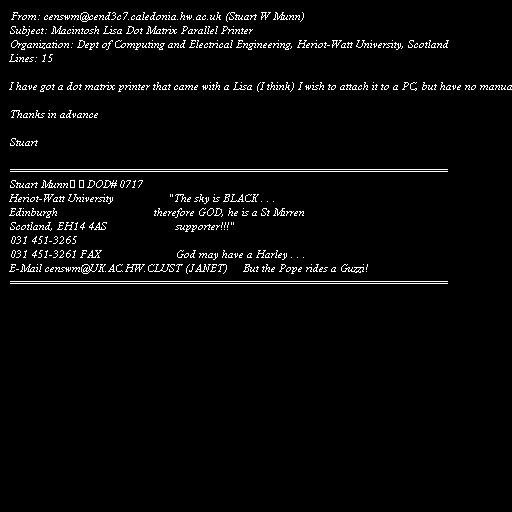 From: censwm@cend3c7.caledonia.hw.ac.uk (Stuart W Munn)
Subject: Macintosh Lisa Dot Matrix Parallel Printer
Organization: Dept of Computing and Electrical Engineering, Heriot-Watt University, Scotland
Lines: 15
I have got a dot matrix printer that came with a Lisa (I think) I wish to attach it to a PC, but have no manua
Thanks in advance
Stuart
Stuart Munn DOD# 0717
Heriot-Watt University "The sky is BLACK . . .
Edinburgh therefore GOD, he is a St Mirren
Scotland, EH14 4AS supporter!!!"
031 451-3265
031 451-3261 FAX God may have a Harley . . .
E-Mail censwm@UK.AC.HW.CLUST (JANET) But the Pope rides a Guzzi!